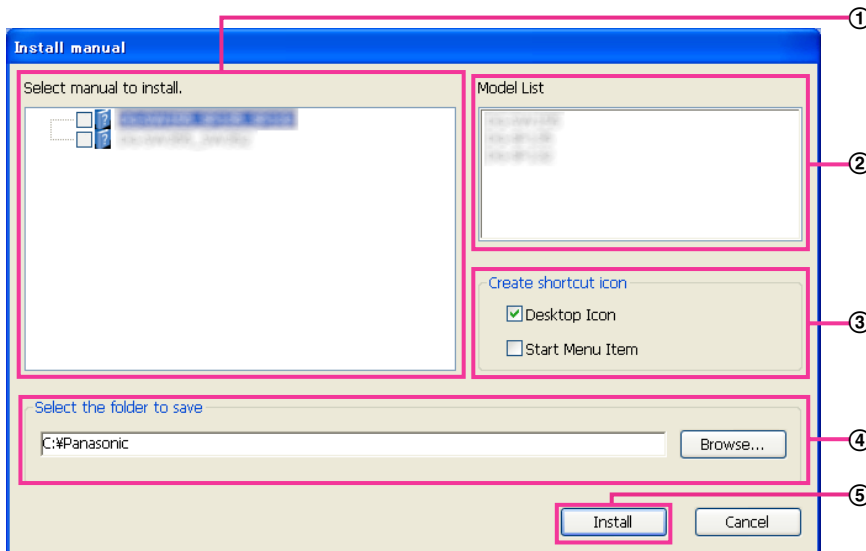 ①
Install manual
Select manual to install.
Model List
②
Create shortcut icon
Desktop Icon
③
Start Menu Item
Select the folder to save
C:¥Panasonic
Browse...
④
⑤
Install
Cancel